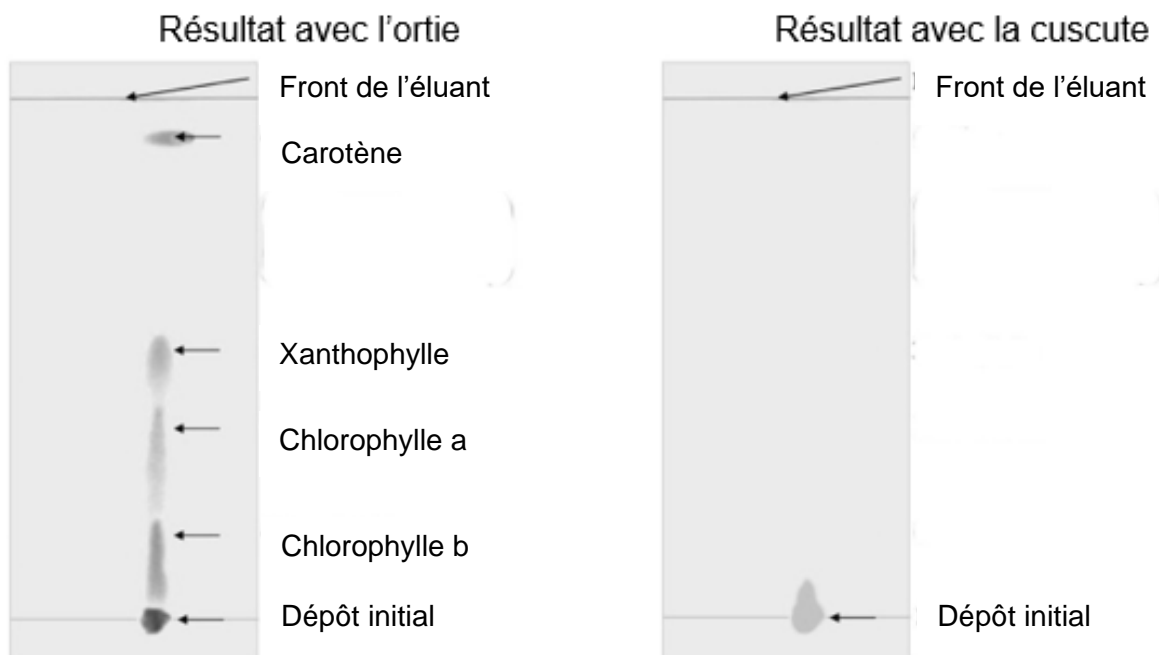 Résultat avec l'ortie
Front de l'éluant
Carotène
Xanthophylle
Chlorophylle a
Chlorophylle b
Dépôt initial
Résultat avec la cuscute
Front de l'éluant
Dépôt initial